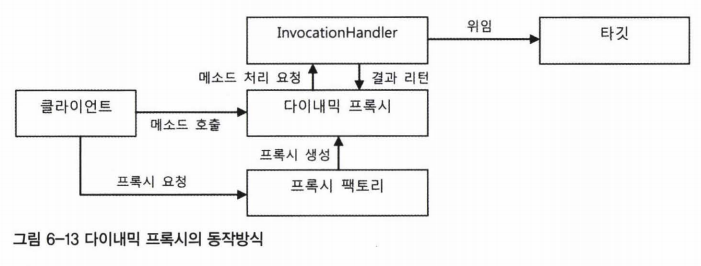 InvocationHandler
위임
타깃
메소드 처리 요청
결과 리턴
클라이언트
메소드 호출
다이내믹 프록시
프록시 생성
프록시 요청
프록시 팩토리
그림 6-13 다이내믹 프록시의 동작방식